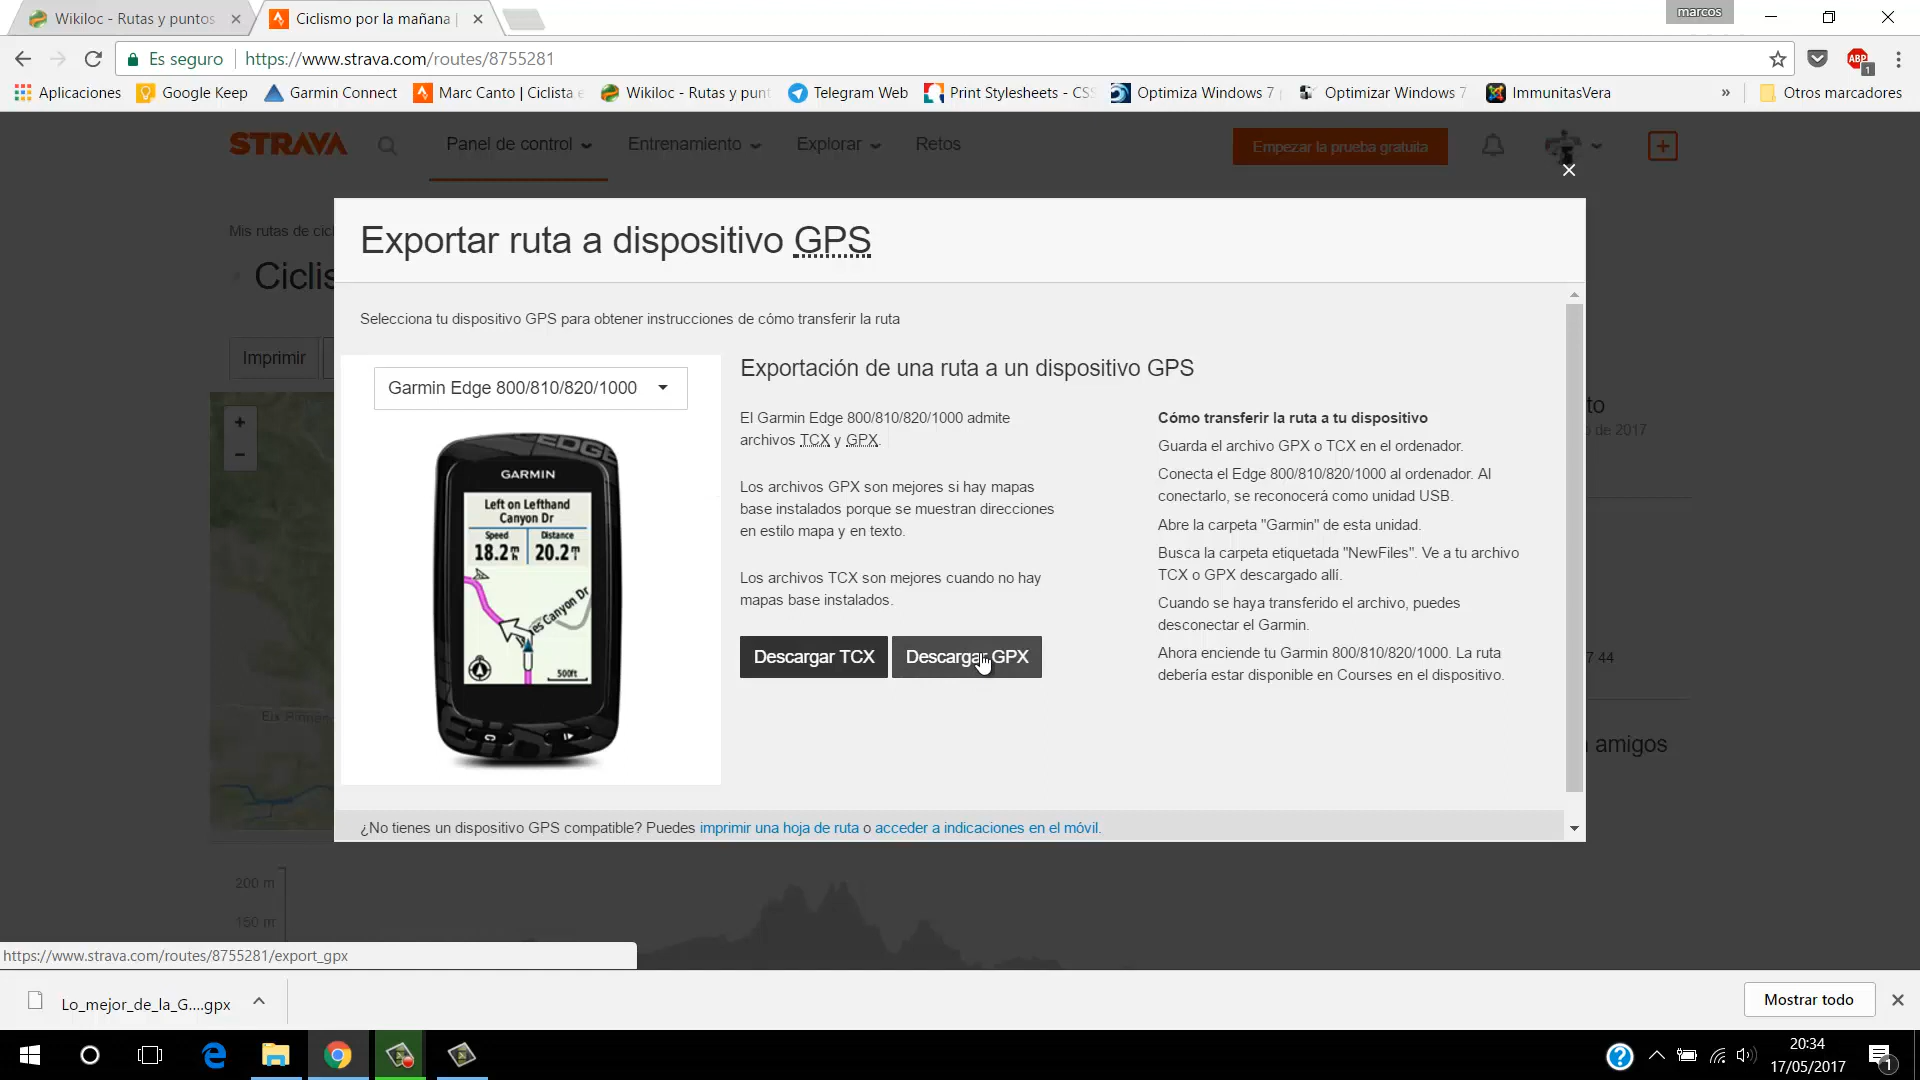 Wikiloc - Rutas y puntos
Ciclismo por la mañana |
marcos
Es seguro
https://www.strava.com/routes/8755281
ABP
1
Aplicaciones
Google Keep
Garmin Connect
Marc Canto | Ciclista e
Wikiloc - Rutas y punt
Telegram Web
Print Stylesheets - CSS
Optimiza Windows 7
Optimizar Windows 7
ImmunitasVera
»
Otros marcadores
STRAVA
Panel de control
Entrenamiento
Explorar
Retos
Empezar la prueba gratuita
Mis rutas de cicl
Ciclis
Imprimir
Exportar ruta a dispositivo GPS
Selecciona tu dispositivo GPS para obtener instrucciones de cómo transferir la ruta
Garmin Edge 800/810/820/1000
EDGE
GARMIN
Left on Lefthand
Canyon Dr
Speed
Distance
18.2
20.2
es Canyon Dr
500ft
Exportación de una ruta a un dispositivo GPS
El Garmin Edge 800/810/820/1000 admite
archivos TCX y GPX.
Los archivos GPX son mejores si hay mapas
base instalados porque se muestran direcciones
en estilo mapa y en texto.
Los archivos TCX son mejores cuando no hay
mapas base instalados.
Descargar TCX
Descargar GPX
Cómo transferir la ruta a tu dispositivo
Guarda el archivo GPX o TCX en el ordenador.
Conecta el Edge 800/810/820/1000 al ordenador. Al
conectarlo, se reconocerá como unidad USB.
Abre la carpeta "Garmin" de esta unidad.
Busca la carpeta etiquetada "NewFiles". Ve a tu archivo
TCX o GPX descargado allí.
Cuando se haya transferido el archivo, puedes
desconectar el Garmin.
Ahora enciende tu Garmin 800/810/820/1000. La ruta
debería estar disponible en Courses en el dispositivo.
¿No tienes un dispositivo GPS compatible? Puedes imprimir una hoja de ruta o acceder a indicaciones en el móvil.
to
de 2017
7 44
amigos
200 m
150 m
https://www.strava.com/routes/8755281/export_gpx
Lo_mejor_de_la_G....gpx
Mostrar todo
20:34
17/05/2017
1